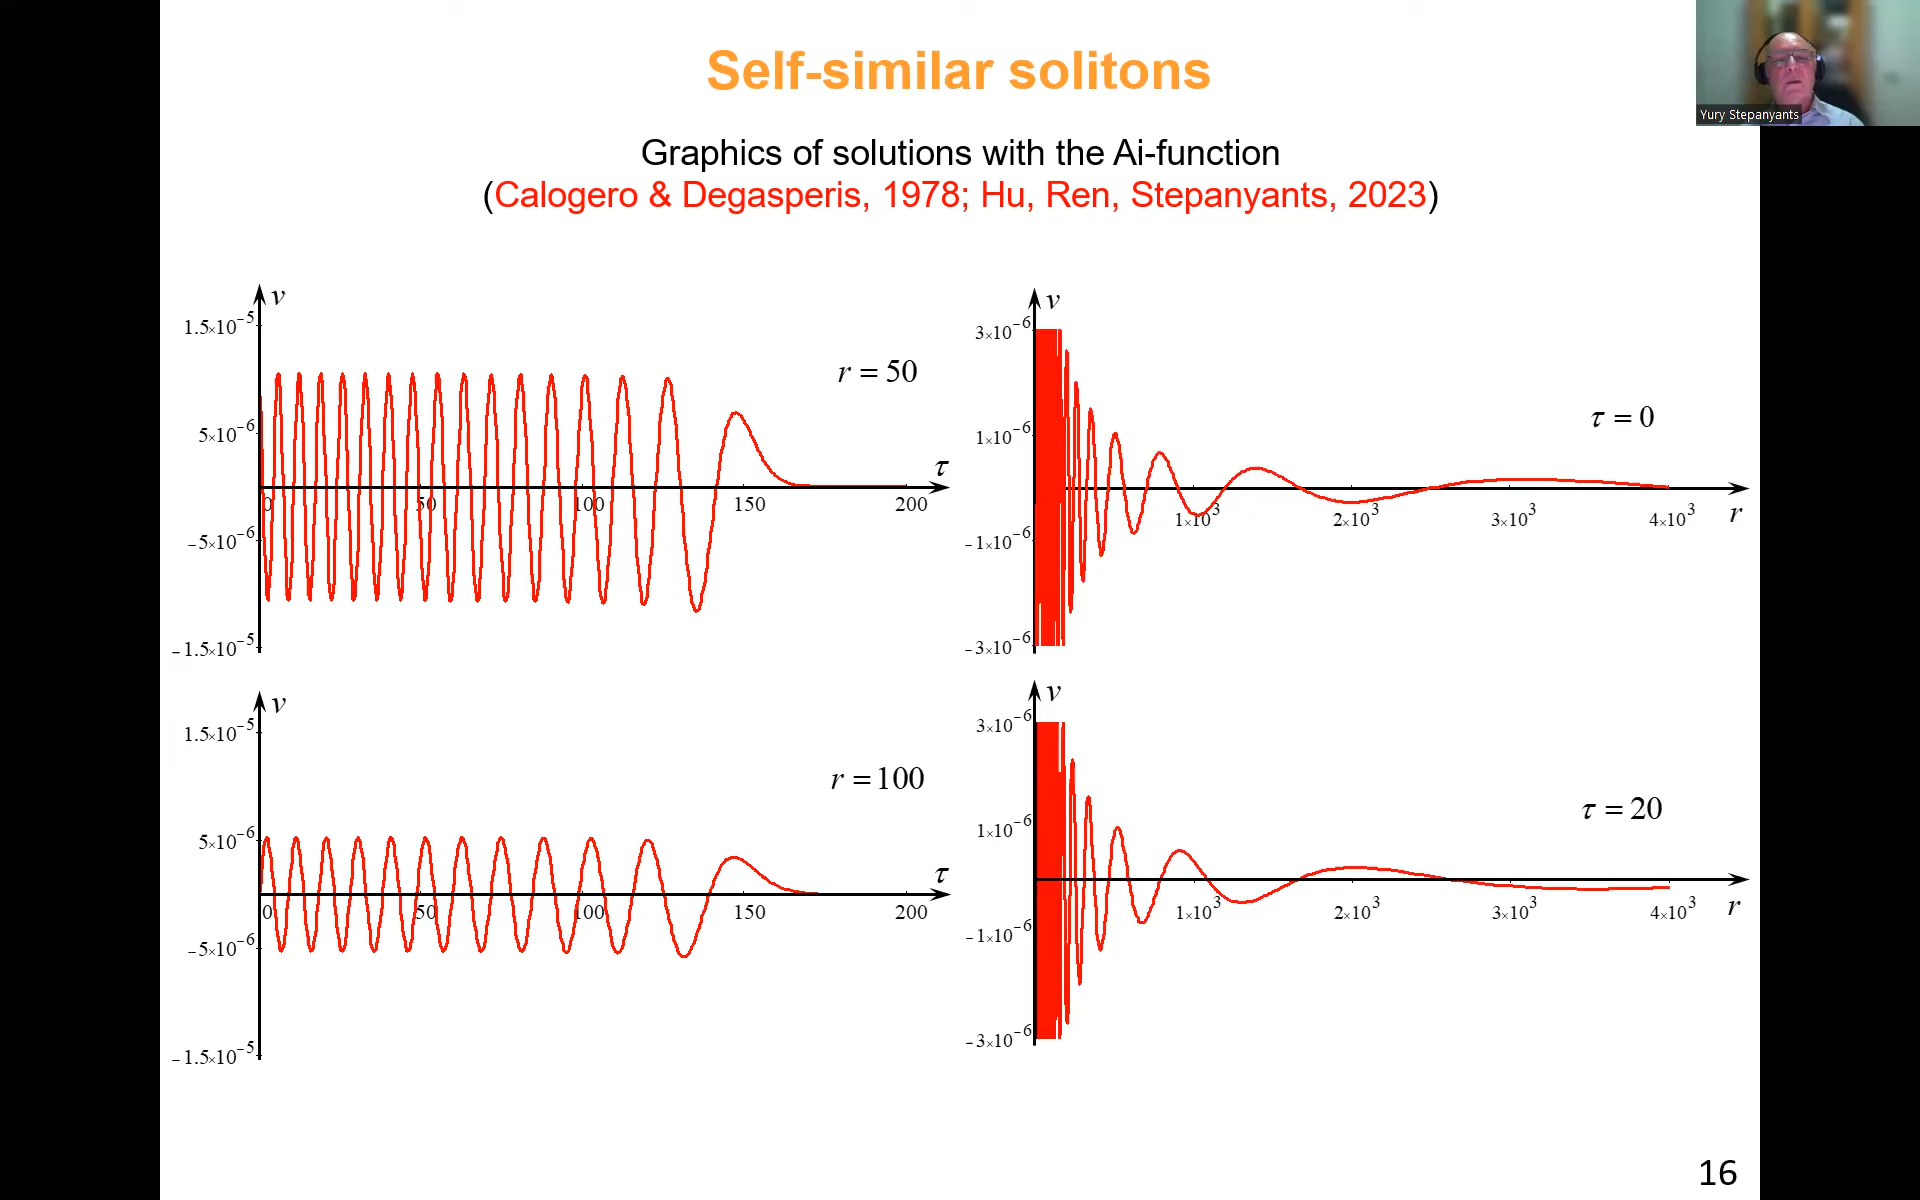 Self-similar solitons
Yury Stepanyants
Graphics of solutions with the Ai-function
(Calogero & Degasperis, 1978; Hu, Ren, Stepanyants, 2023)
v
1.5×10⁻⁵
r = 50
5×10⁻⁶
τ
0 50 100 150 200
−5×10⁻⁶
−1.5×10⁻⁵
v
3×10⁻⁶
τ = 0
1×10⁻⁶
1×10³ 2×10³ 3×10³ 4×10³ r
−1×10⁻⁶
−3×10⁻⁶
v
1.5×10⁻⁵
r = 100
5×10⁻⁶
τ
0 50 100 150 200
−5×10⁻⁶
−1.5×10⁻⁵
v
3×10⁻⁶
τ = 20
1×10⁻⁶
1×10³ 2×10³ 3×10³ 4×10³ r
−1×10⁻⁶
−3×10⁻⁶
16